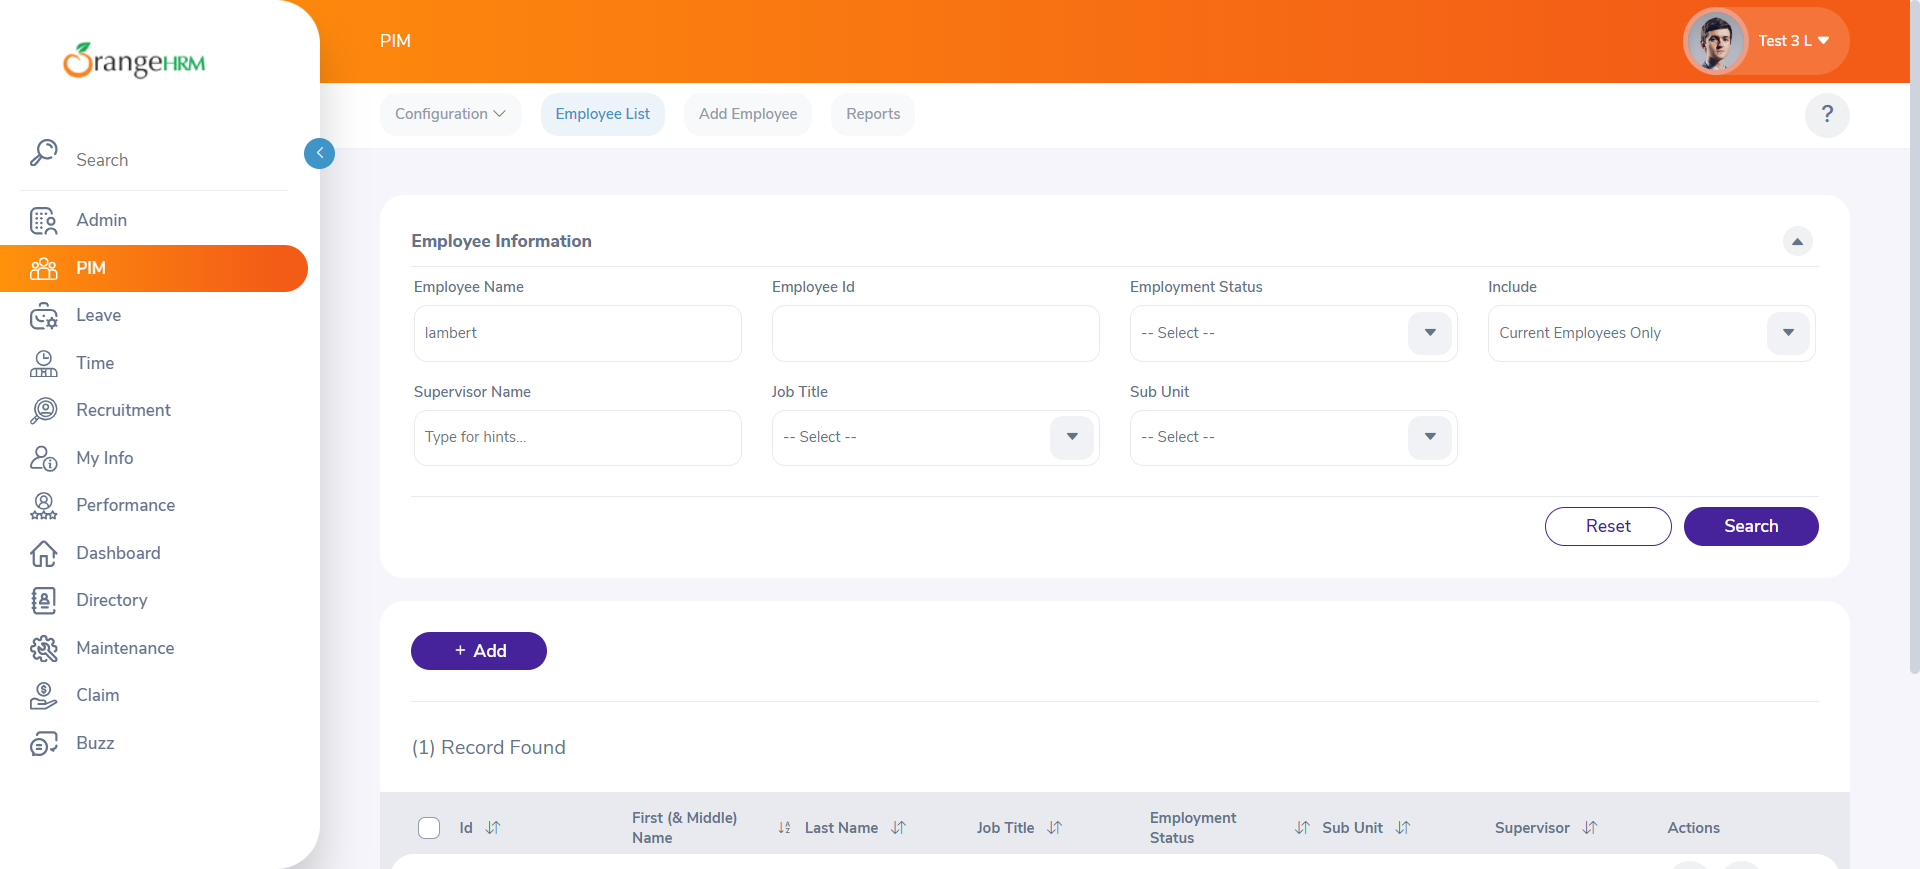 OrangeHRM
PIM
Test 3 L
Configuration
Employee List
Add Employee
Reports
?
Search
Admin
PIM
Leave
Time
Recruitment
My Info
Performance
Dashboard
Directory
Maintenance
Claim
Buzz
Employee Information
Employee Name
Employee Id
Employment Status
Include
lambert
-- Select --
Current Employees Only
Supervisor Name
Job Title
Sub Unit
Type for hints...
-- Select --
-- Select --
Reset
Search
+ Add
(1) Record Found
Id
First (& Middle) Name
Last Name
Job Title
Employment Status
Sub Unit
Supervisor
Actions